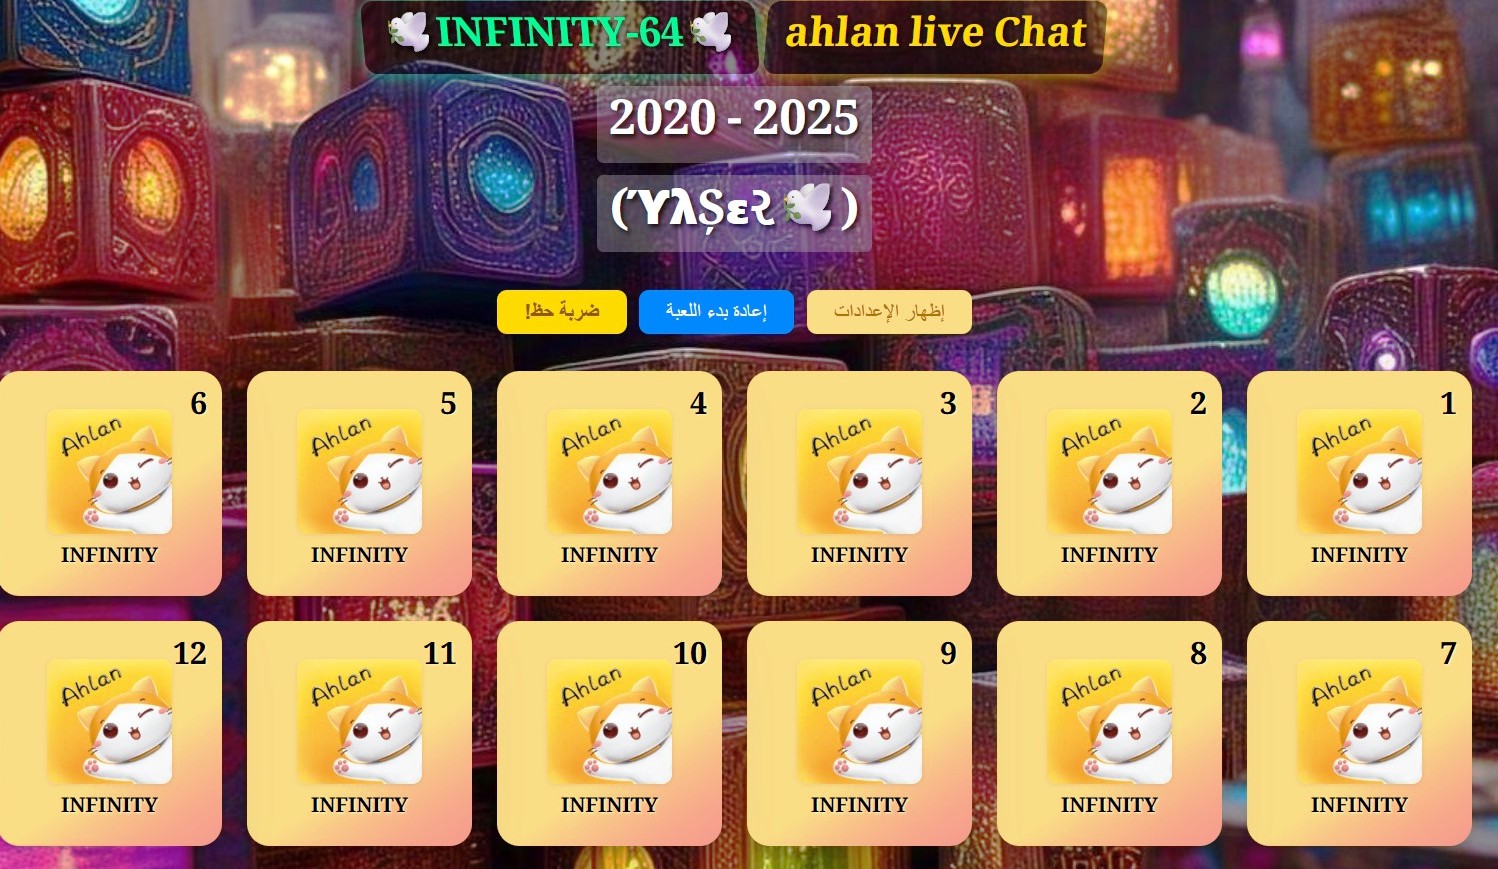 🕊️INFINITY-64🕊️ ahlan live Chat
2020 - 2025
(ϓλŞɛՀ🕊️)
إظهار الإعدادات
إعادة بدء اللعبة
ضربة حظ!
1
Ahlan
INFINITY
2
Ahlan
INFINITY
3
Ahlan
INFINITY
4
Ahlan
INFINITY
5
Ahlan
INFINITY
6
Ahlan
INFINITY
7
Ahlan
INFINITY
8
Ahlan
INFINITY
9
Ahlan
INFINITY
10
Ahlan
INFINITY
11
Ahlan
INFINITY
12
Ahlan
INFINITY